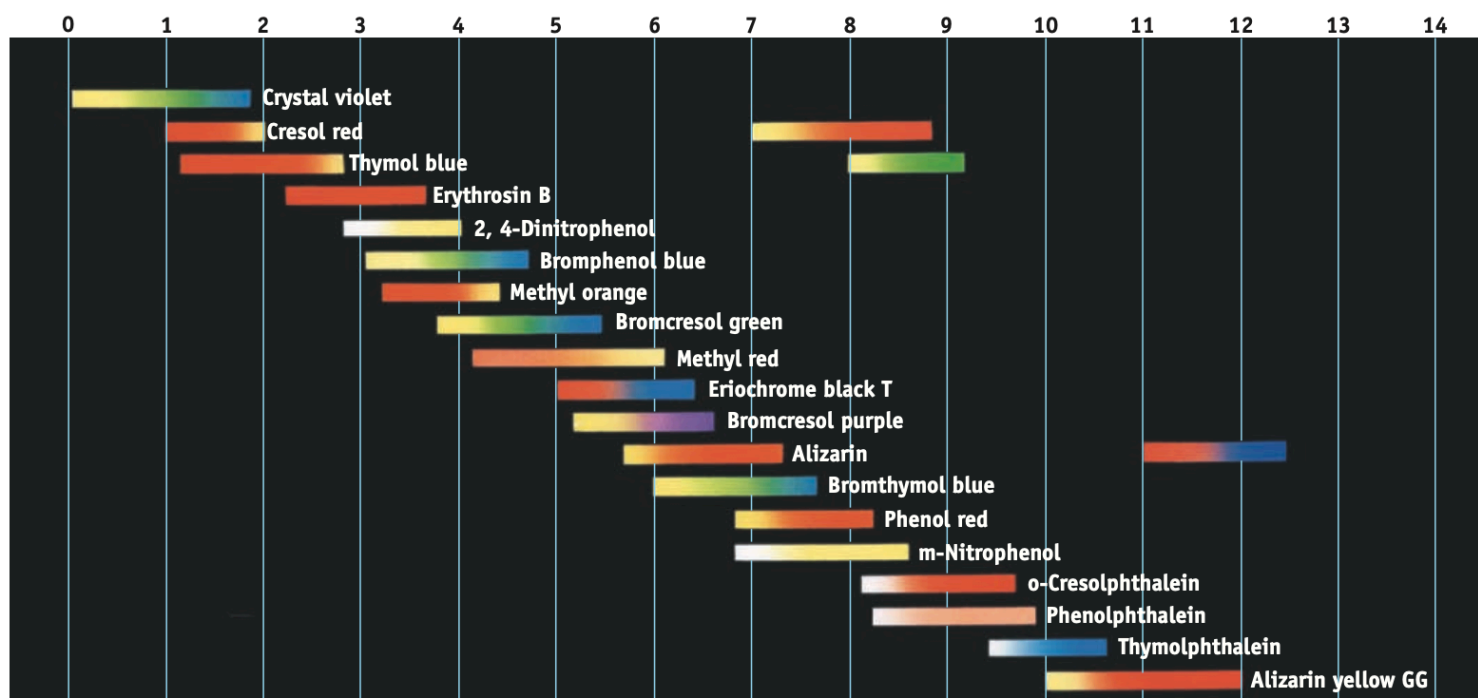 0 1 2 3 4 5 6 7 8 9 10 11 12 13 14
Crystal violet
Cresol red
Thymol blue
Erythrosin B
2, 4-Dinitrophenol
Bromphenol blue
Methyl orange
Bromcresol green
Methyl red
Eriochrome black T
Bromcresol purple
Alizarin
Bromthymol blue
Phenol red
m-Nitrophenol
o-Cresolphthalein
Phenolphthalein
Thymolphthalein
Alizarin yellow GG